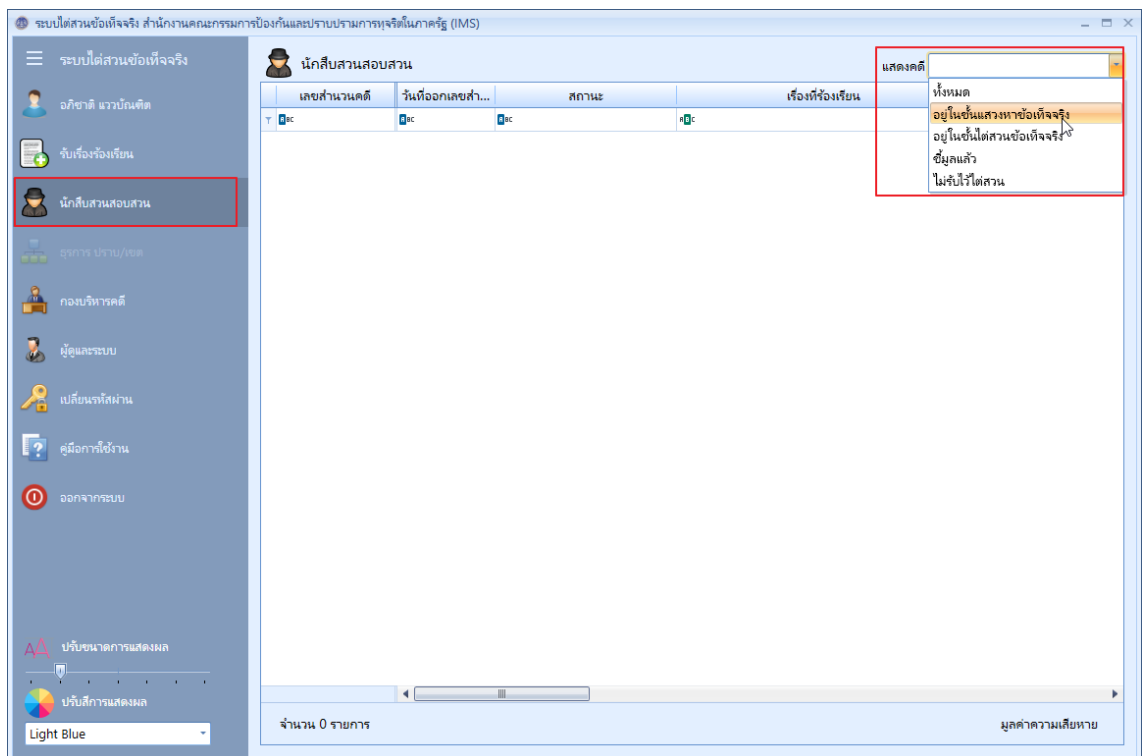 ระบบไต่สวนข้อเท็จจริง สำนักงานคณะกรรมการป้องกันและปราบปรามการทุจริตในภาครัฐ (IMS)
ระบบไต่สวนข้อเท็จจริง
อภิชาติ แววบัณฑิต
รับเรื่องร้องเรียน
นักสืบสวนสอบสวน
ธุรการ ปราบ/เขต
กองบริหารคดี
ผู้ดูและระบบ
เปลี่ยนรหัสผ่าน
คู่มือการใช้งาน
ออกจากระบบ
ปรับขนาดการแสดงผล
ปรับสีการแสดงผล
Light Blue
นักสืบสวนสอบสวน
แสดงคดี
ทั้งหมด
อยู่ในชั้นแสวงหาข้อเท็จจริง
อยู่ในชั้นไต่สวนข้อเท็จจริง
ชี้มูลแล้ว
ไม่รับไว้ไต่สวน
เลขสำนวนคดี วันที่ออกเลขสำ... สถานะ เรื่องที่ร้องเรียน
จำนวน 0 รายการ มูลค่าความเสียหาย